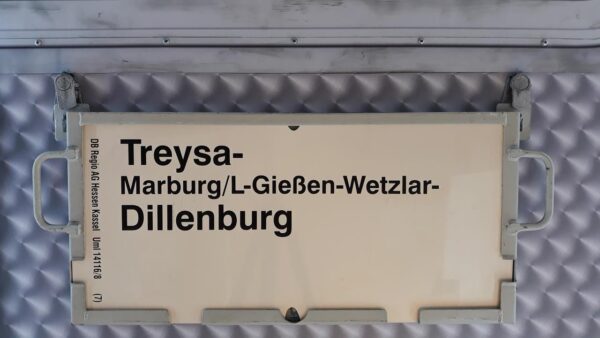 Treysa-
Marburg/L-Gießen-Wetzlar-
Dillenburg
DB Regio AG Hessen Kassel Uml 14116/8 (7)